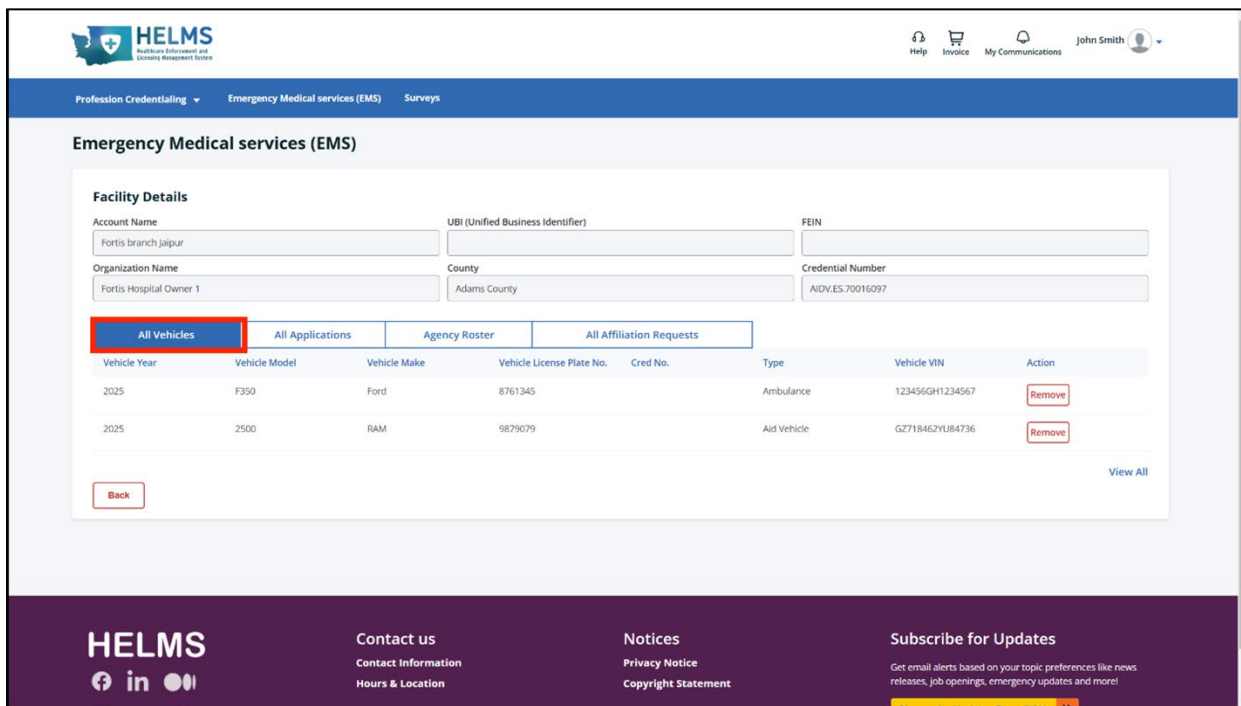 HELMS
Healthcare Enforcement and
Licensing Management System
Help
Invoice
My Communications
John Smith
Profession Credentialing
Emergency Medical services (EMS)
Surveys
Emergency Medical services (EMS)
Facility Details
Account Name
UBI (Unified Business Identifier)
FEIN
Fortis branch Jaipur
Organization Name
County
Credential Number
Fortis Hospital Owner 1
Adams County
AIDV.ES.70016097
All Vehicles
All Applications
Agency Roster
All Affiliation Requests
Vehicle Year Vehicle Model Vehicle Make Vehicle License Plate No. Cred No. Type Vehicle VIN Action
2025 F350 Ford 8761345 Ambulance 123456GH1234567 Remove
2025 2500 RAM 9879079 Aid Vehicle GZ718462YU84736 Remove
View All
Back
HELMS
Contact us
Contact Information
Hours & Location
Notices
Privacy Notice
Copyright Statement
Subscribe for Updates
Get email alerts based on your topic preferences like news
releases, job openings, emergency updates and more!